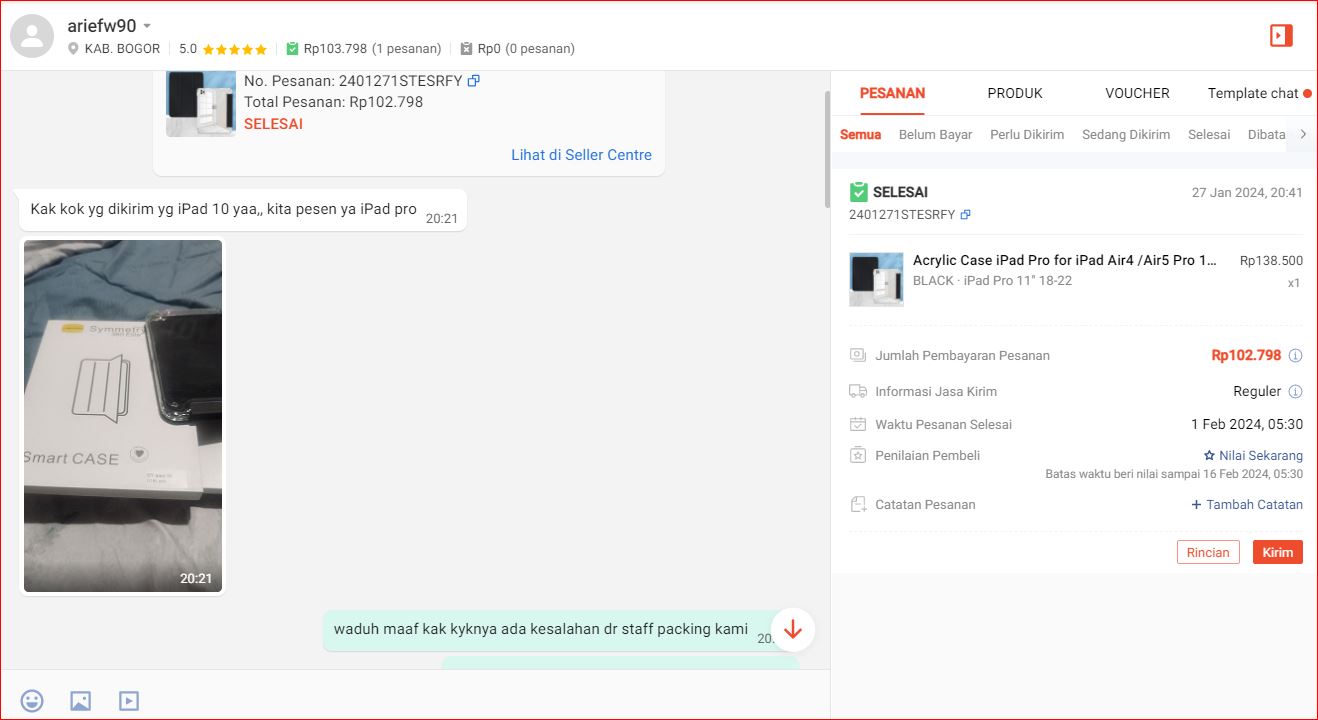 ariefw90
KAB. BOGOR
5.0
Rp103.798 (1 pesanan)
Rp0 (0 pesanan)
No. Pesanan: 2401271STESRFY
Total Pesanan: Rp102.798
SELESAI
Lihat di Seller Centre
Kak kok yg dikirim yg iPad 10 yaa,, kita pesen ya iPad pro
20:21
Symmetry
Smart CASE
20:21
waduh maaf kak kyknya ada kesalahan dr staff packing kami
PESANAN
PRODUK
VOUCHER
Template chat
Semua
Belum Bayar
Perlu Dikirim
Sedang Dikirim
Selesai
Dibata
SELESAI
27 Jan 2024, 20:41
2401271STESRFY
Acrylic Case iPad Pro for iPad Air4 /Air5 Pro 1...
Rp138.500
BLACK · iPad Pro 11" 18-22
x1
Jumlah Pembayaran Pesanan
Rp102.798
Informasi Jasa Kirim
Reguler
Waktu Pesanan Selesai
1 Feb 2024, 05:30
Penilaian Pembeli
Nilai Sekarang
Batas waktu beri nilai sampai 16 Feb 2024, 05:30
Catatan Pesanan
+ Tambah Catatan
Rincian
Kirim